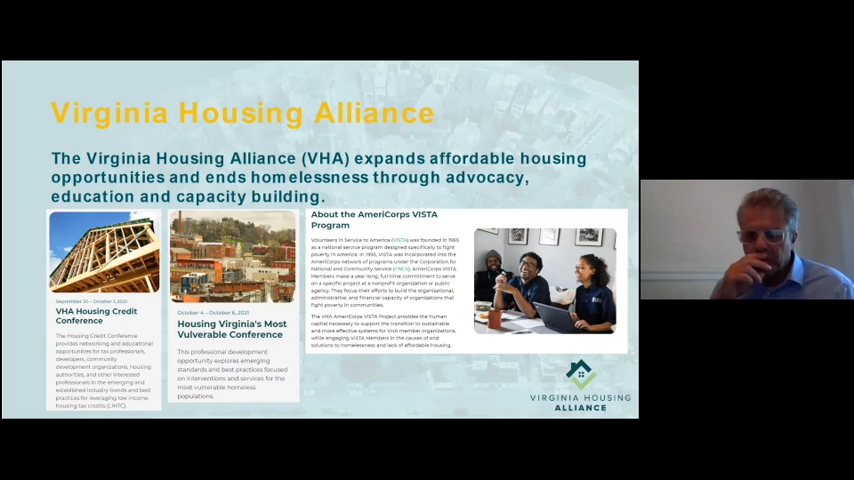 Virginia Housing Alliance
The Virginia Housing Alliance (VHA) expands affordable housing
opportunities and ends homelessness through advocacy,
education and capacity building.
September 30 – October 1, 2021
VHA Housing Credit
Conference
The Housing Credit Conference
provides networking and educational
opportunities for tax professionals,
developers, community
development organizations, housing
authorities, and other interested
professionals in the emerging and
established industry trends and best
practices for leveraging low income
housing tax credits (LIHTC).
October 4 – October 6, 2021
Housing Virginia's Most
Vulverable Conference
This professional development
opportunity explores emerging
standards and best practices focused
on interventions and services for the
most vulnerable homeless
populations.
About the AmeriCorps VISTA
Program
Volunteers in Service to America (VISTA) was founded in 1965
as a national service program designed specifically to fight
poverty in America. In 1993, VISTA was incorporated into the
AmeriCorps network of programs under the Corporation for
National and Community Service (CNCS). AmeriCorps VISTA
Members make a year-long, full-time commitment to serve
on a specific project at a nonprofit organization or public
agency. They focus their efforts to build the organizational,
administrative, and financial capacity of organizations that
fight poverty in communities.
The VHA AmeriCorps VISTA Project provides the human
capital necessary to support the transition to sustainable
and more effective systems for VHA member organizations,
while engaging VISTA Members in the causes of and
solutions to homelessness and lack of affordable housing.
VIRGINIA HOUSING
ALLIANCE